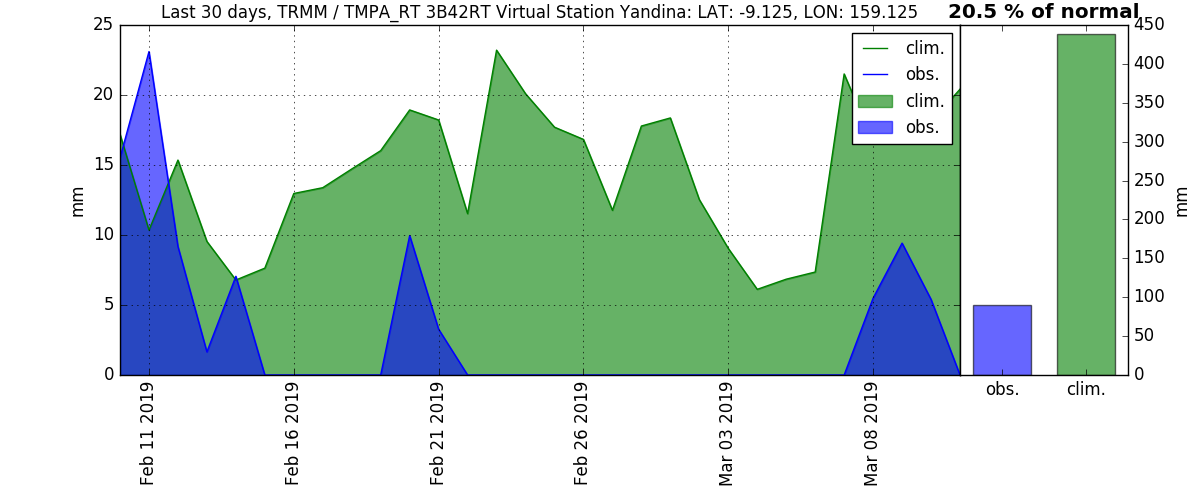 Last 30 days, TRMM / TMPA_RT 3B42RT Virtual Station Yandina: LAT: -9.125, LON: 159.125
20.5 % of normal
25
20
15
10
5
0
mm
clim.
obs.
clim.
obs.
450
400
350
300
250
200
150
100
50
0
mm
Feb 11 2019
Feb 16 2019
Feb 21 2019
Feb 26 2019
Mar 03 2019
Mar 08 2019
obs.
clim.